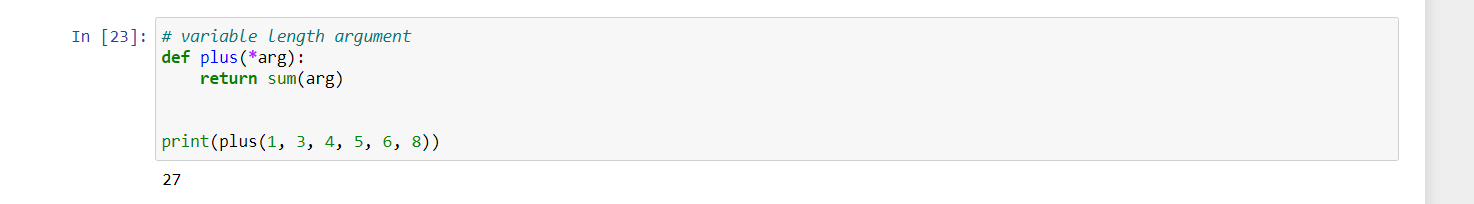 In [23]: # variable length argument
def plus(*arg):
    return sum(arg)
print(plus(1, 3, 4, 5, 6, 8))
27